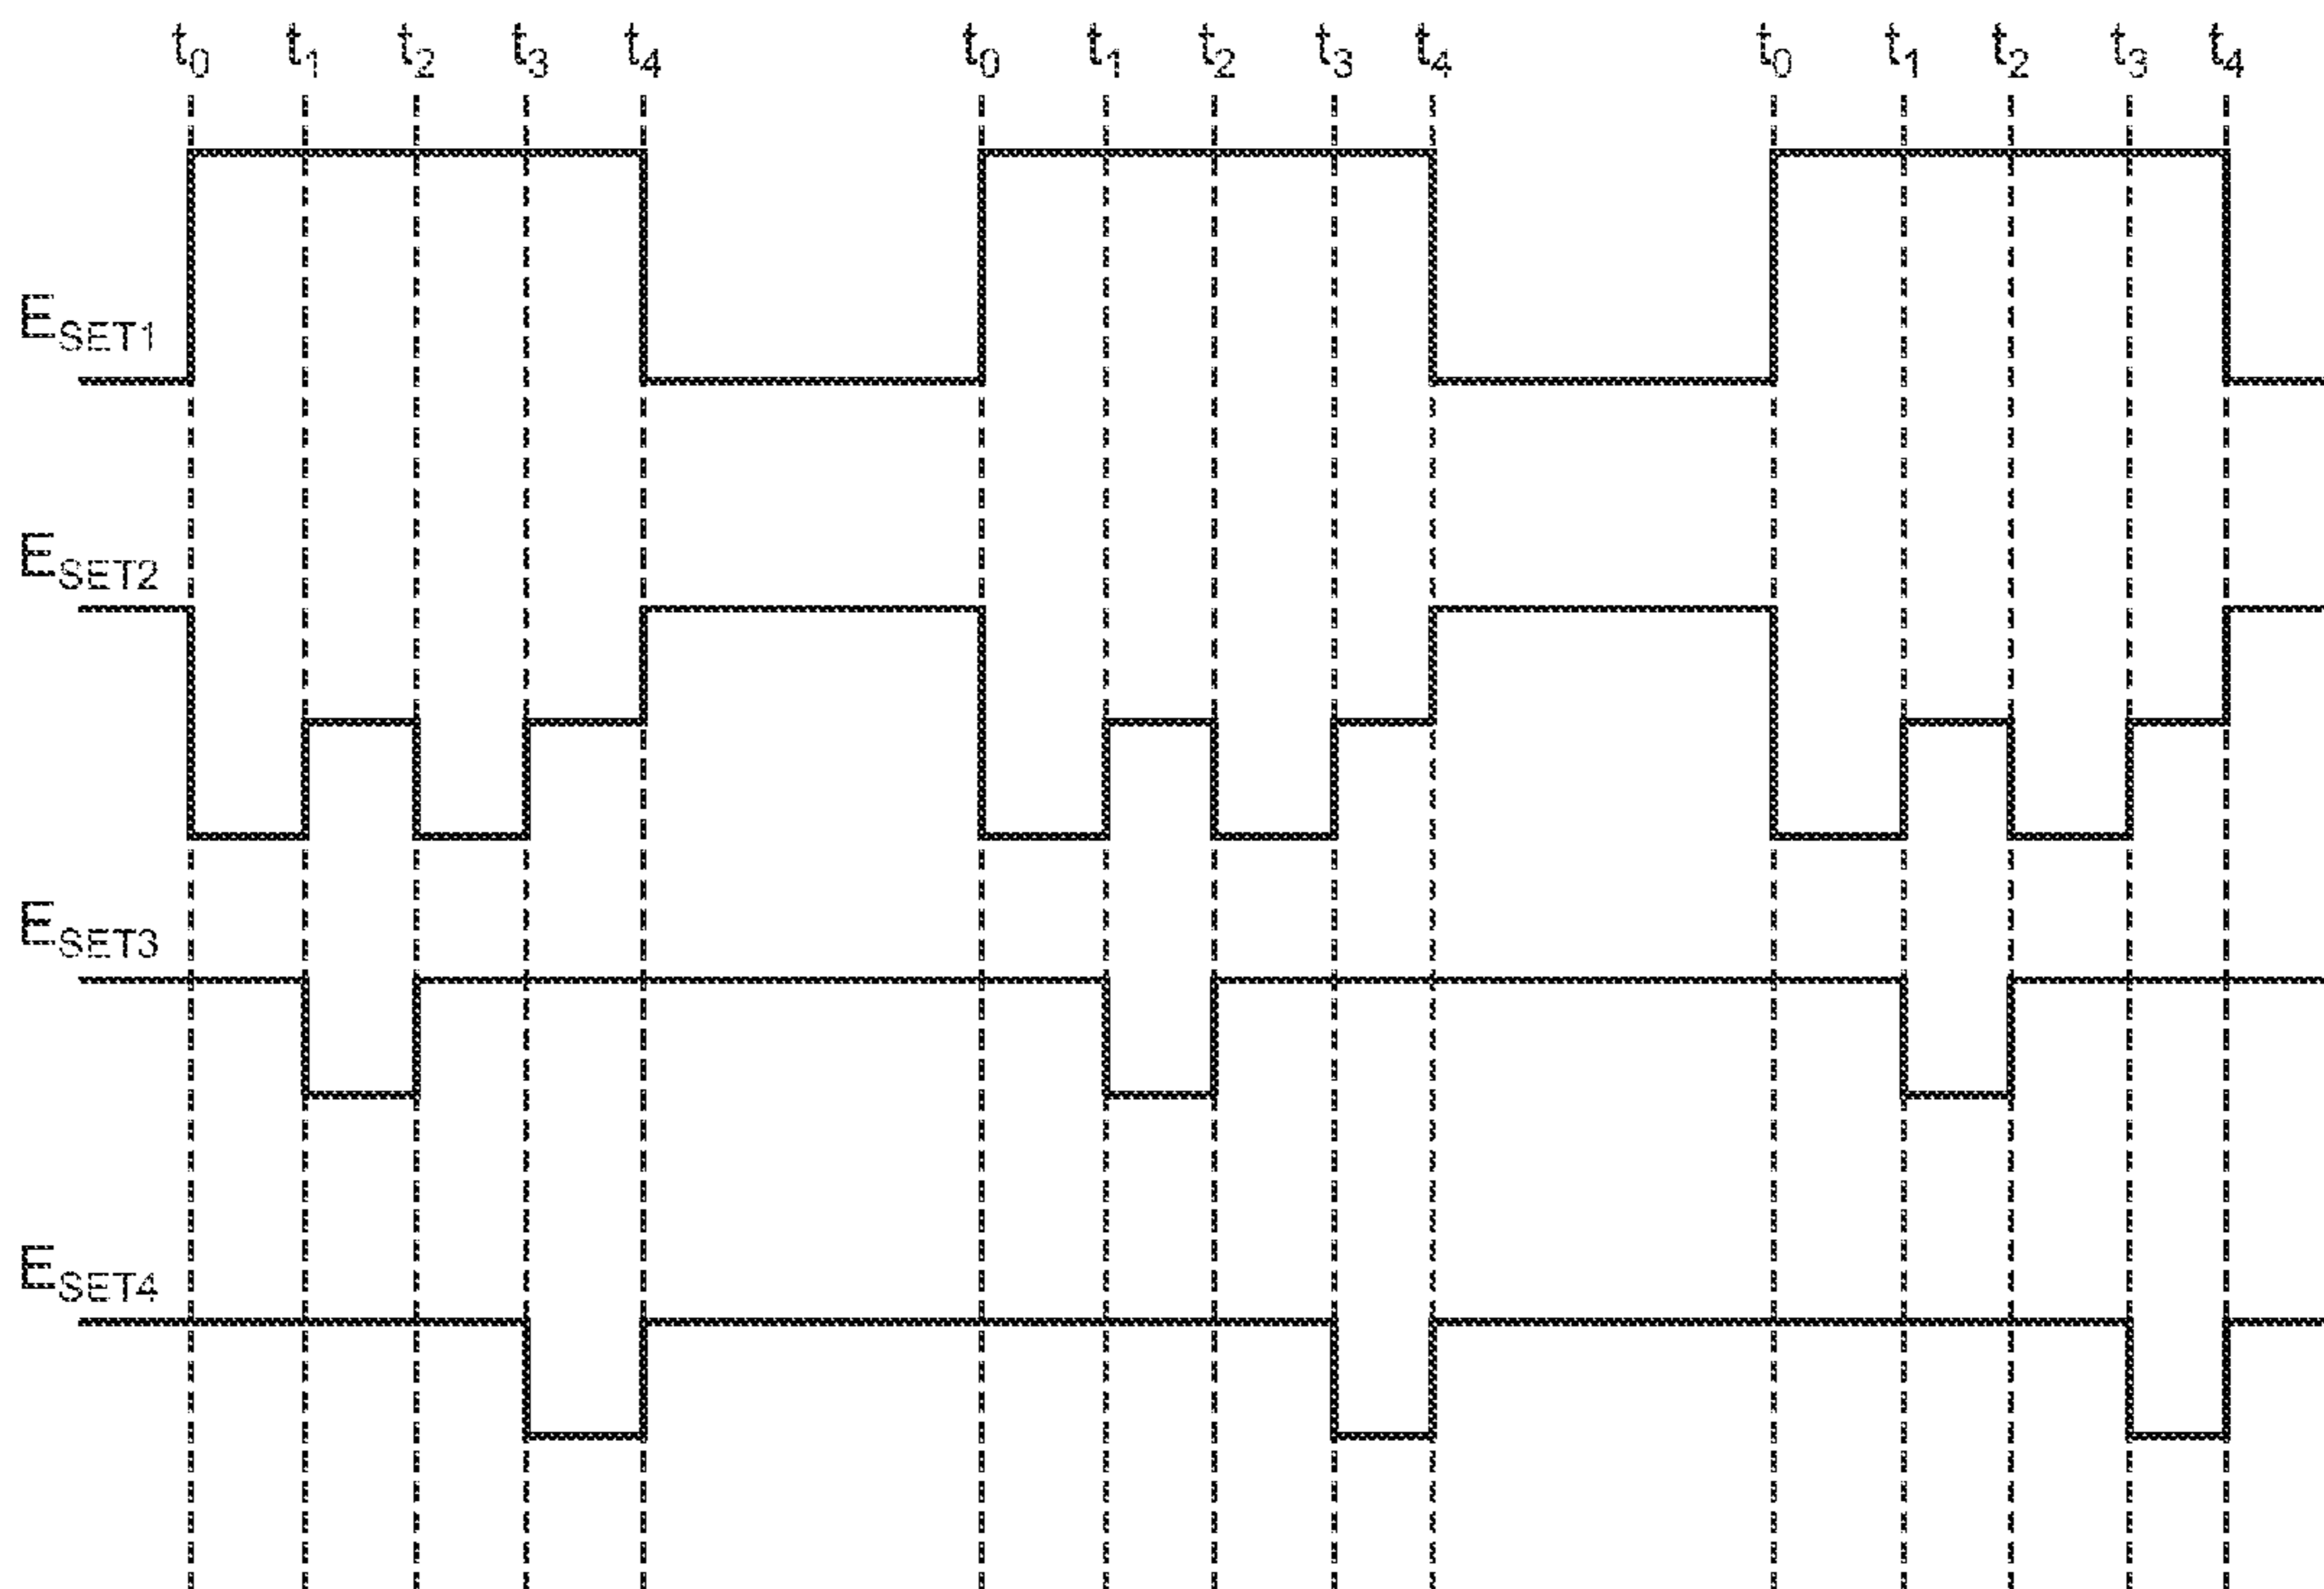 t0 t1 t2 t3 t4 t0 t1 t2 t3 t4 t0 t1 t2 t3 t4
ESET1
ESET2
ESET3
ESET4